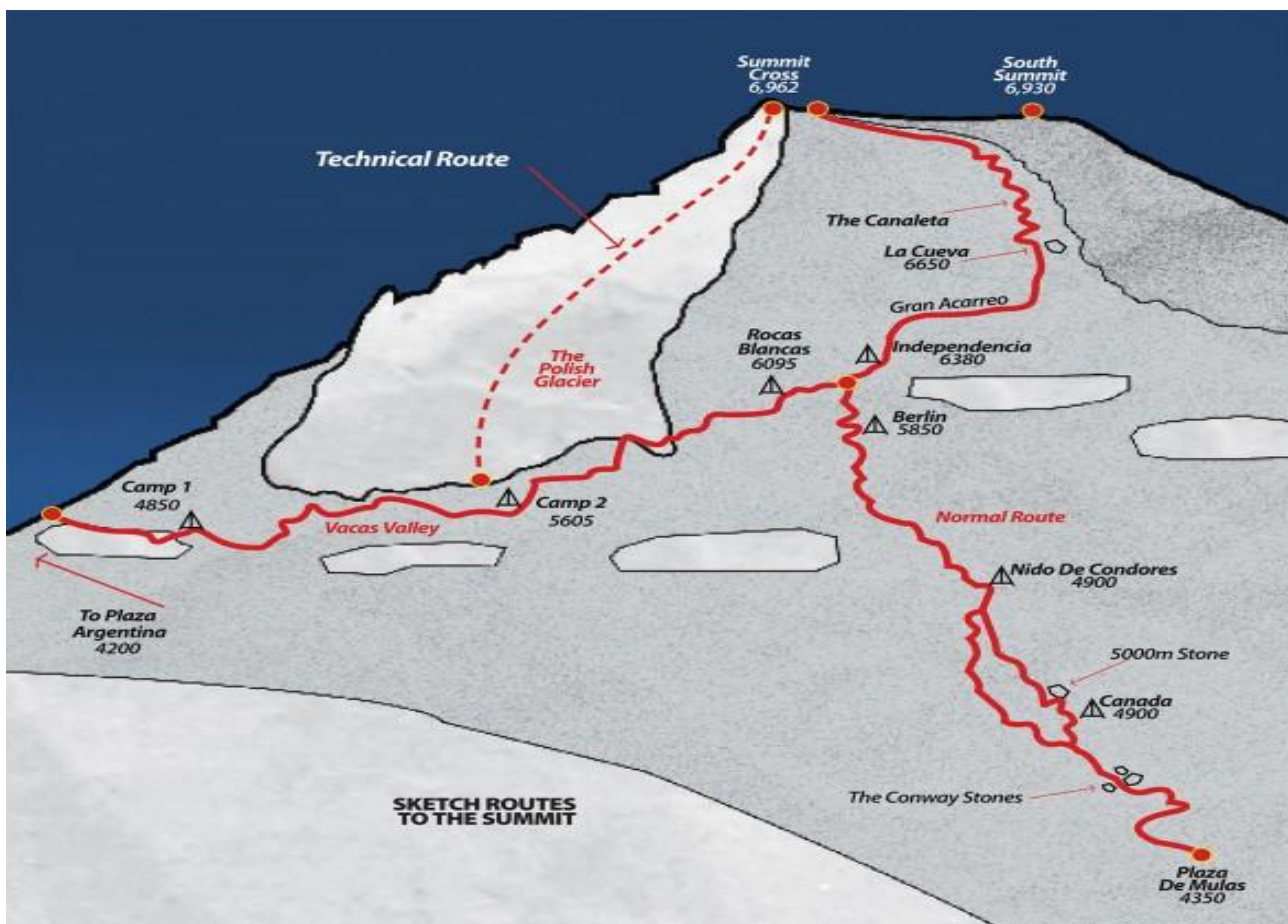 Summit
Cross
6,962
South
Summit
6,930
Technical Route
The Canaleta
La Cueva
6650
Gran Acarreo
Rocas
Blancas
6095
Independencia
6380
The
Polish
Glacier
Berlin
5850
Camp 1
4850
Camp 2
5605
Vacas Valley
Normal Route
Nido De Condores
4900
To Plaza
Argentina
4200
5000m Stone
Canada
4900
The Conway Stones
SKETCH ROUTES
TO THE SUMMIT
Plaza
De Mulas
4350